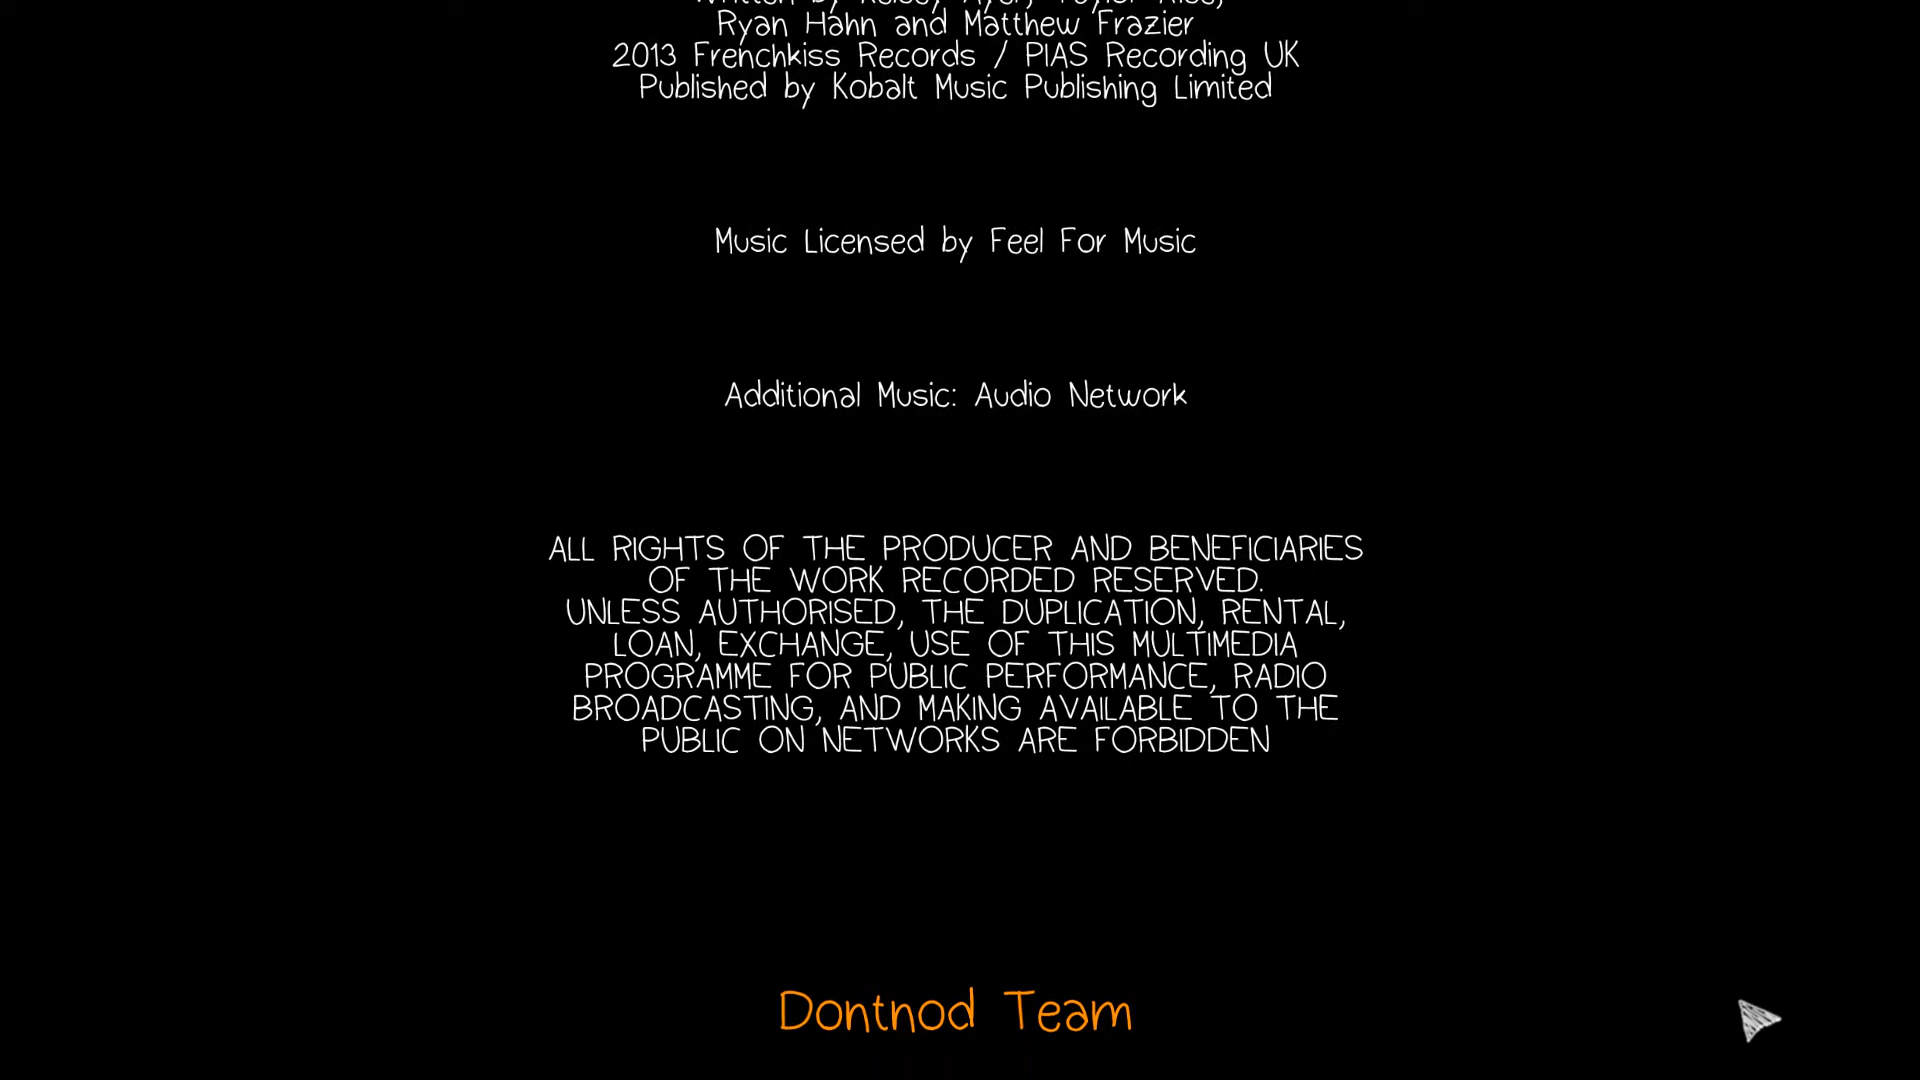 Ryan Hahn and Matthew Frazier
2013 Frenchkiss Records / PIAS Recording UK
Published by Kobalt Music Publishing Limited
Music Licensed by Feel For Music
Additional Music: Audio Network
ALL RIGHTS OF THE PRODUCER AND BENEFICIARIES
OF THE WORK RECORDED RESERVED.
UNLESS AUTHORISED, THE DUPLICATION, RENTAL,
LOAN, EXCHANGE, USE OF THIS MULTIMEDIA
PROGRAMME FOR PUBLIC PERFORMANCE, RADIO
BROADCASTING, AND MAKING AVAILABLE TO THE
PUBLIC ON NETWORKS ARE FORBIDDEN
Dontnod Team